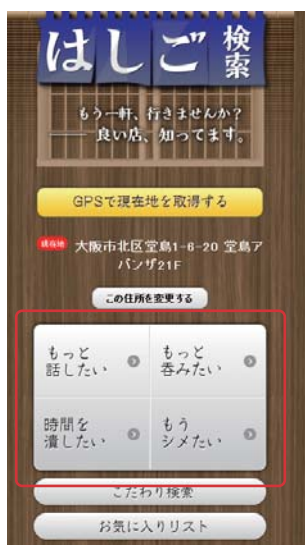 はしご検索
もう一軒、行きませんか?
良い店、知ってます。
GPSで現在地を取得する
現在地 大阪市北区堂島1-6-20 堂島ア
バンザ21F
この住所を変更する
もっと
話したい
もっと
呑みたい
時間を
潰したい
もう
シメたい
こだわり検索
お気に入りリスト